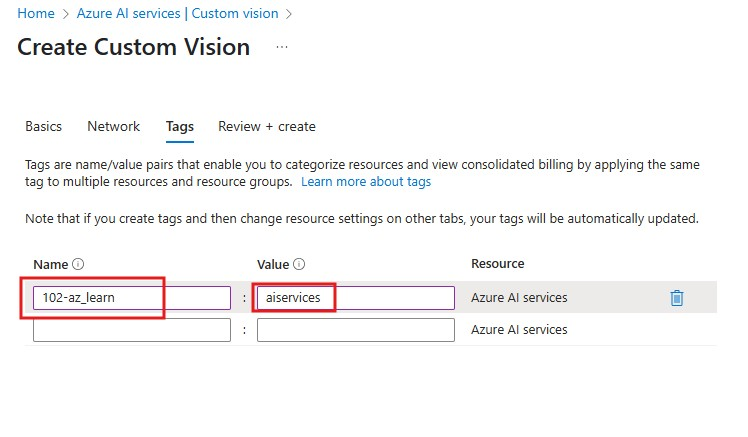 Home > Azure AI services | Custom vision >
Create Custom Vision ...
Basics Network Tags Review + create
Tags are name/value pairs that enable you to categorize resources and view consolidated billing by applying the same
tag to multiple resources and resource groups. Learn more about tags
Note that if you create tags and then change resource settings on other tabs, your tags will be automatically updated.
Name Value Resource
102-az_learn : aiservices Azure AI services
: Azure AI services